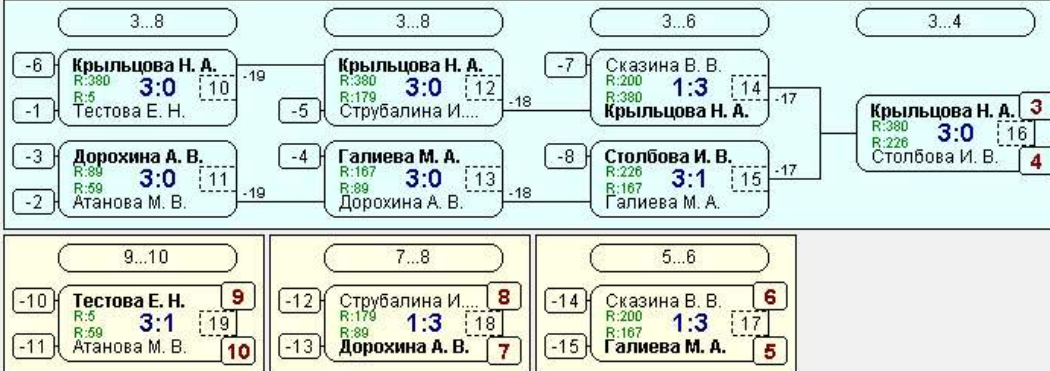 3...8
3...8
3...6
3...4
-6
Крыльцова Н. А.
R:380
3:0
10
R:5
-1
Тестова Е. Н.
-19
Крыльцова Н. А.
R:380
3:0
12
R:179
-5
Струбалина И....
-18
-7
Сказина В. В.
R:200
1:3
14
R:380
Крыльцова Н. А.
-17
Крыльцова Н. А.
3
R:380
3:0
16
R:226
Столбова И. В.
4
-3
Дорохина А. В.
R:89
3:0
11
R:59
-2
Атанова М. В.
-19
-4
Галиева М. А.
R:167
3:0
13
R:89
Дорохина А. В.
-18
-8
Столбова И. В.
R:226
3:1
15
R:167
Галиева М. А.
-17
9...10
7...8
5...6
-10
Тестова Е. Н.
9
R:5
3:1
19
R:59
-11
Атанова М. В.
10
-12
Струбалина И....
8
R:179
1:3
18
R:89
-13
Дорохина А. В.
7
-14
Сказина В. В.
6
R:200
1:3
17
R:167
-15
Галиева М. А.
5